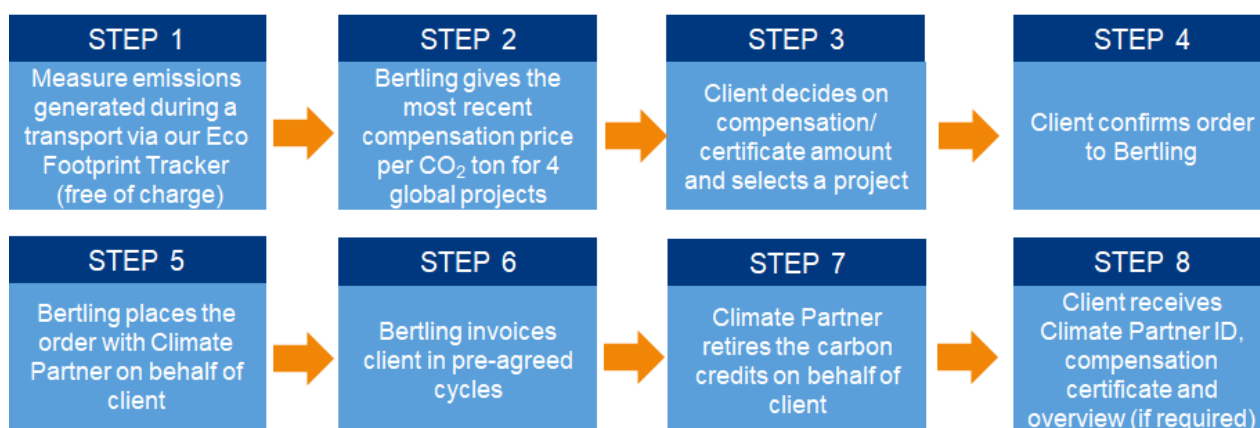 STEP 1
Measure emissions
generated during a
transport via our Eco
Footprint Tracker
(free of charge)
STEP 2
Bertling gives the
most recent
compensation price
per CO₂ ton for 4
global projects
STEP 3
Client decides on
compensation/
certificate amount
and selects a project
STEP 4
Client confirms order
to Bertling
STEP 5
Bertling places the
order with Climate
Partner on behalf of
client
STEP 6
Bertling invoices
client in pre-agreed
cycles
STEP 7
Climate Partner
retires the carbon
credits on behalf of
client
STEP 8
Client receives
Climate Partner ID,
compensation
certificate and
overview (if required)